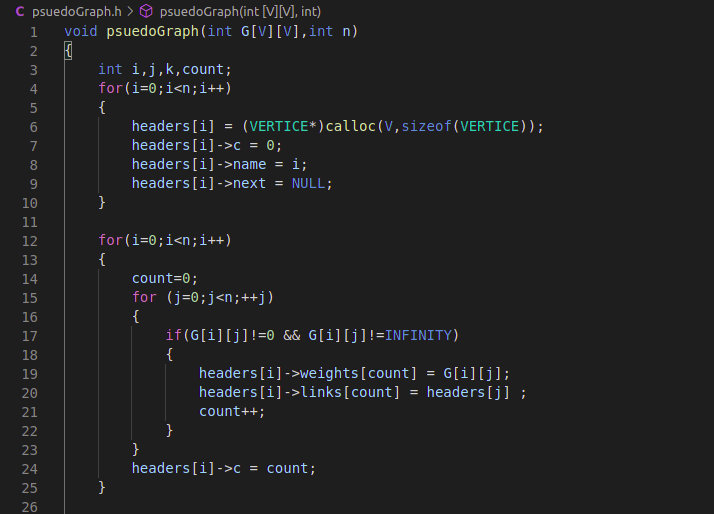 C psuedoGraph.h > psuedoGraph(int [V][V], int)
1 void psuedoGraph(int G[V][V],int n)
2 {
3     int i,j,k,count;
4     for(i=0;i<n;i++)
5     {
6         headers[i] = (VERTICE*)calloc(V,sizeof(VERTICE));
7         headers[i]->c = 0;
8         headers[i]->name = i;
9         headers[i]->next = NULL;
10     }
11
12     for(i=0;i<n;i++)
13     {
14         count=0;
15         for (j=0;j<n;++j)
16         {
17             if(G[i][j]!=0 && G[i][j]!=INFINITY)
18             {
19                 headers[i]->weights[count] = G[i][j];
20                 headers[i]->links[count] = headers[j] ;
21                 count++;
22             }
23         }
24         headers[i]->c = count;
25     }
26